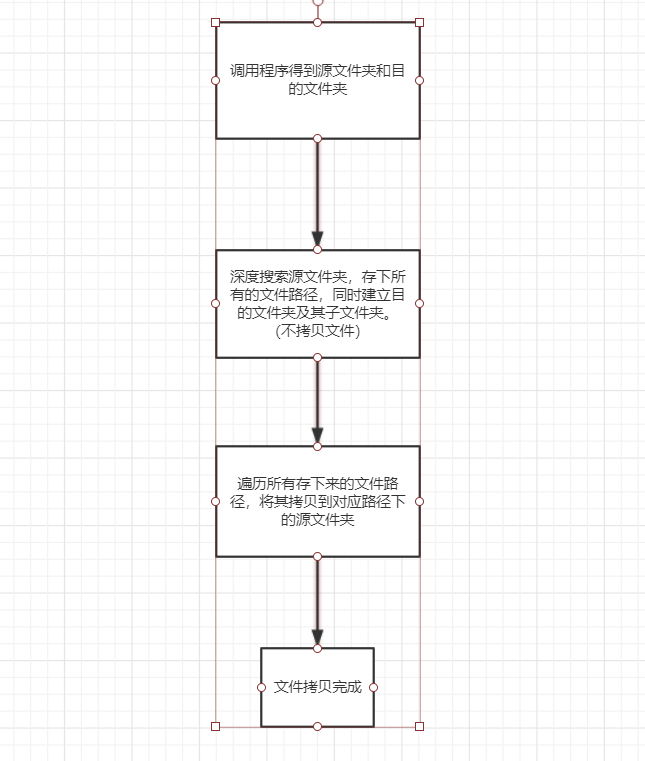 调用程序得到源文件夹和目
的文件夹
深度搜索源文件夹，存下所
有的文件路径，同时建立目
的文件夹及其子文件夹。
(不拷贝文件)
遍历所有存下来的文件路
径，将其拷贝到对应路径下
的源文件夹
文件拷贝完成